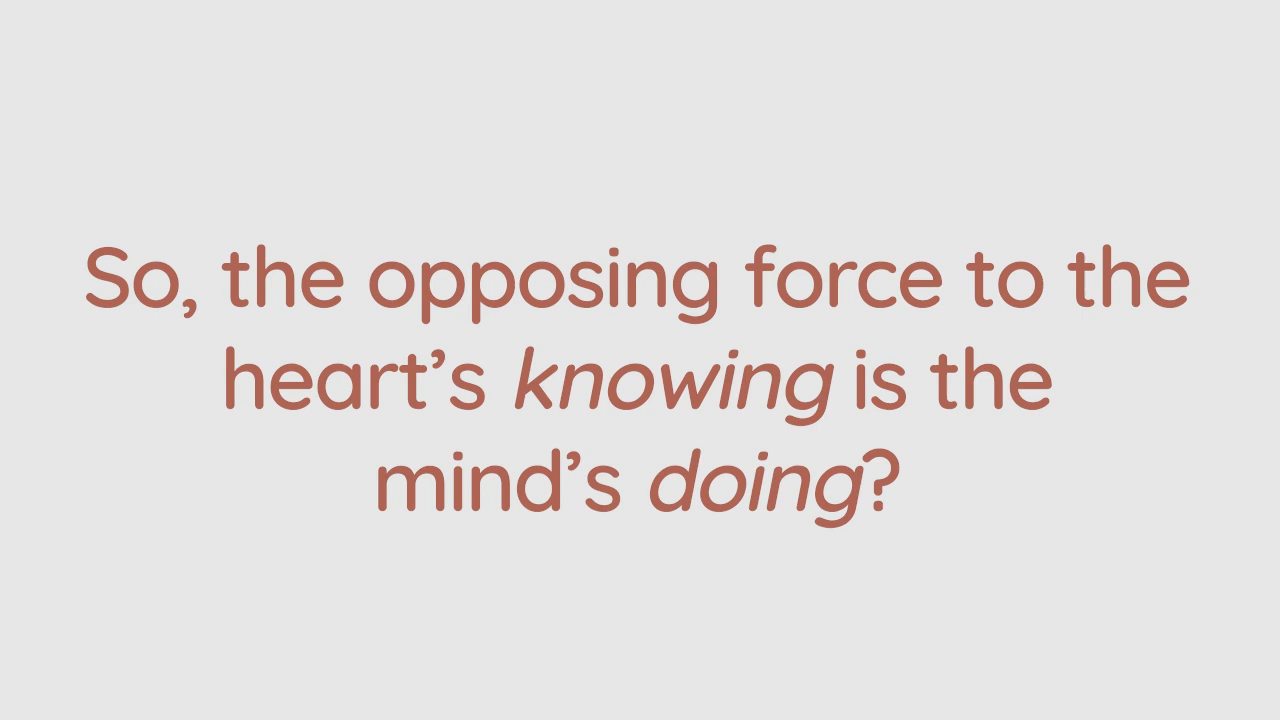 So, the opposing force to the
heart’s knowing is the
mind’s doing?